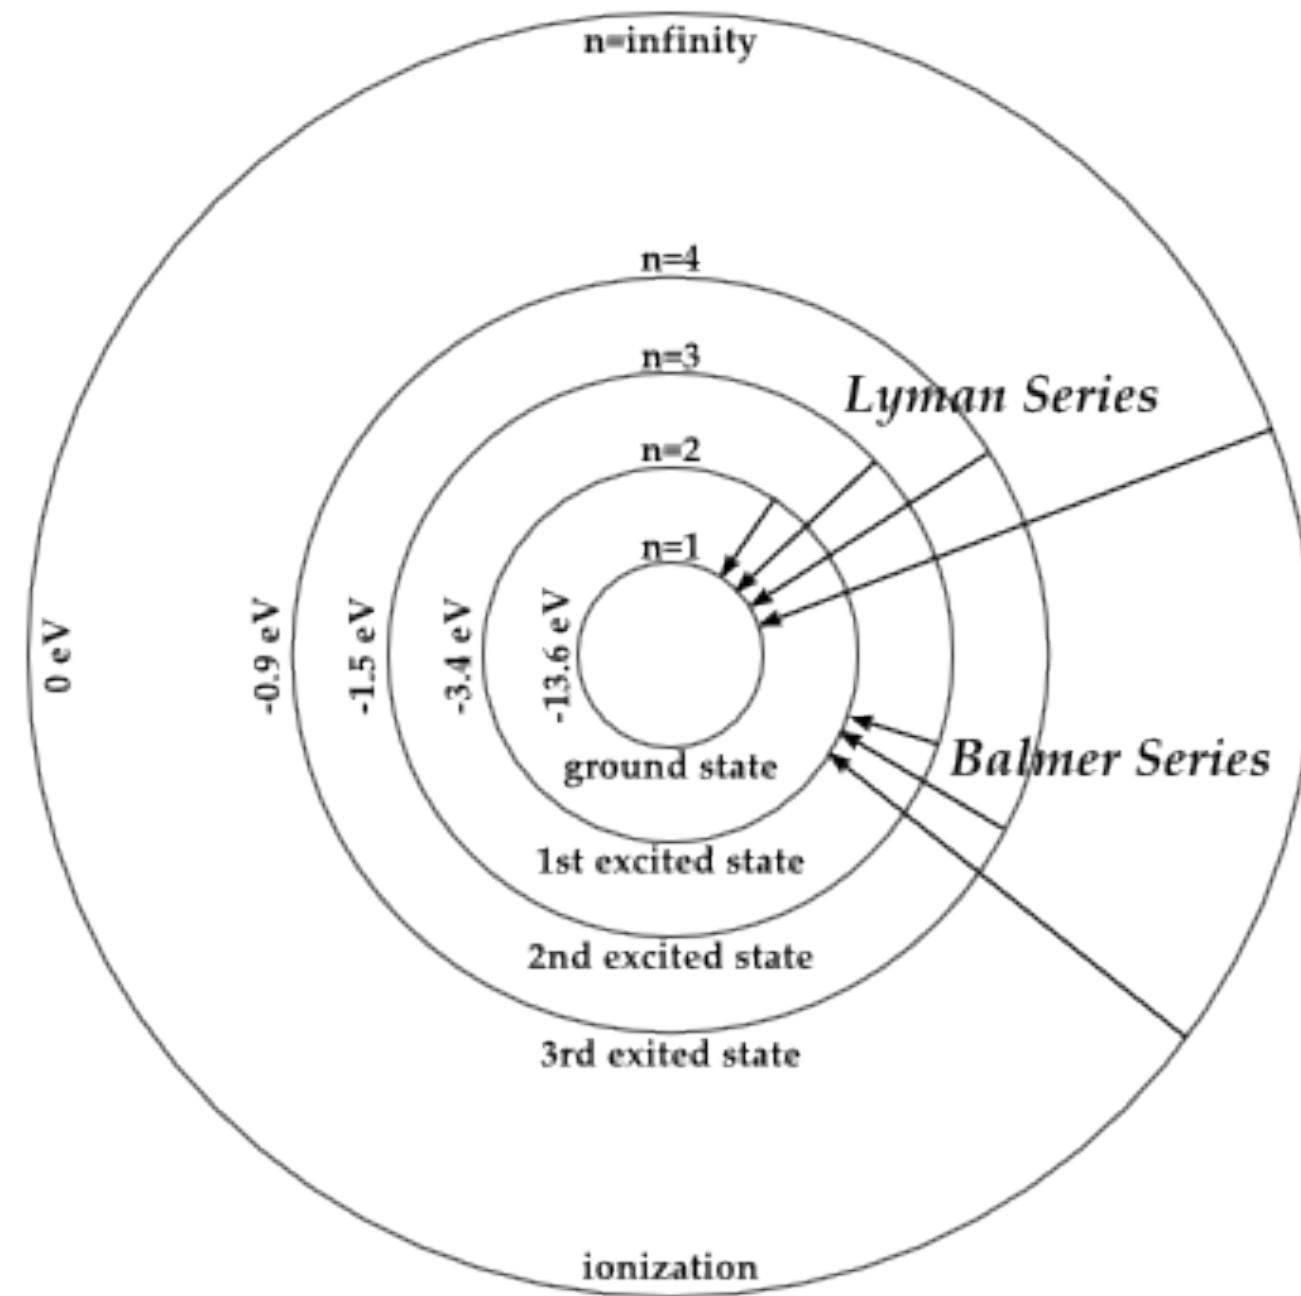 n=infinity
n=4
n=3
Lyman Series
n=2
n=1
0 eV
-0.9 eV
-1.5 eV
-3.4 eV
-13.6 eV
Balmer Series
ground state
1st excited state
2nd excited state
3rd exited state
ionization